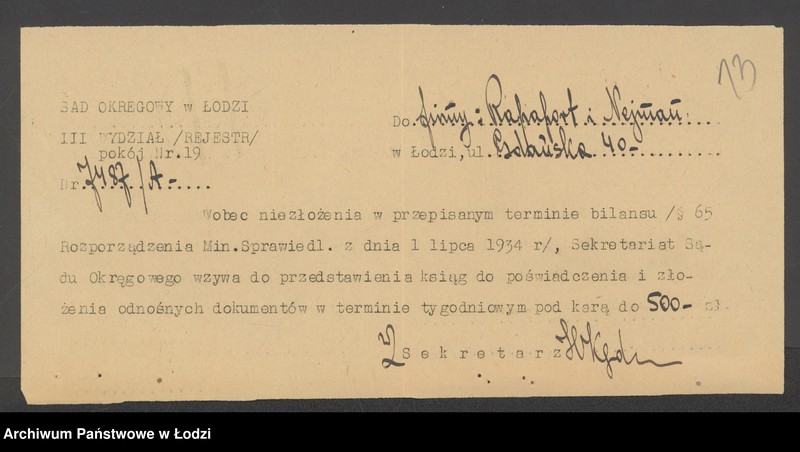 13
SĄD OKRĘGOWY w ŁODZI
Do firmy: Rapaport i Nejman.
III WYDZIAŁ /REJESTR/
pokój Nr.19
w Łodzi, ul. Gdańska 40-
Nr. 7487/A-
Wobec niezłożenia w przepisanym terminie bilansu /§ 65
Rozporządzenia Min.Sprawiedl. z dnia 1 lipca 1934 r/, Sekretariat Są-
du Okręgowego wzywa do przedstawienia ksiąg do poświadczenia i zło-
żenia odnośnych dokumentów w terminie tygodniowym pod karą do 500- zł.
Sekretarz
Archiwum Państwowe w Łodzi